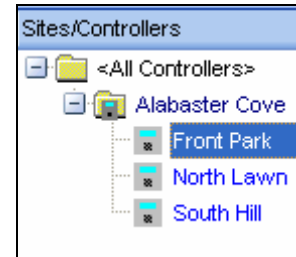 Sites/Controllers
<All Controllers>
Alabaster Cove
Front Park
North Lawn
South Hill